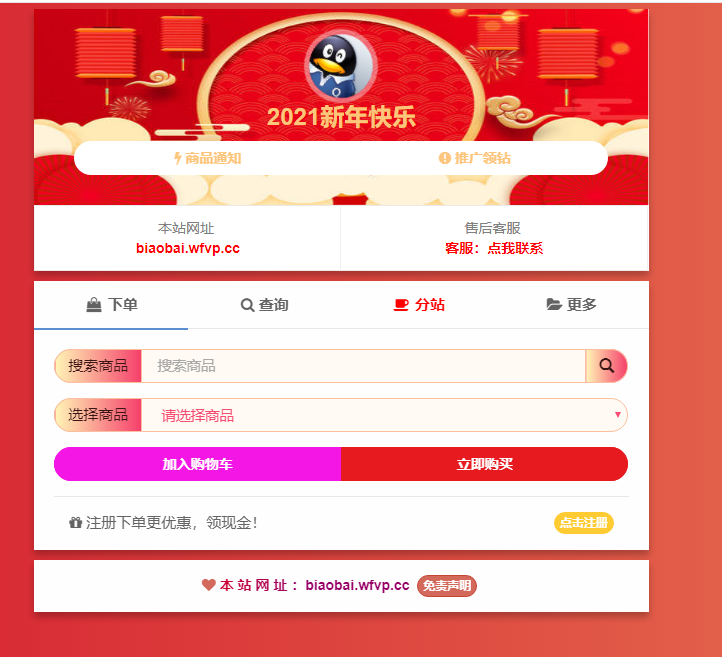 2021新年快乐
商品通知 推广领钻
本站网址 售后客服
biaobai.wfvp.cc 客服：点我联系
下单 查询 分站 更多
搜索商品 搜索商品
选择商品 请选择商品
加入购物车 立即购买
注册下单更优惠，领现金！ 点击注册
本 站 网 址 ：biaobai.wfvp.cc 免责声明